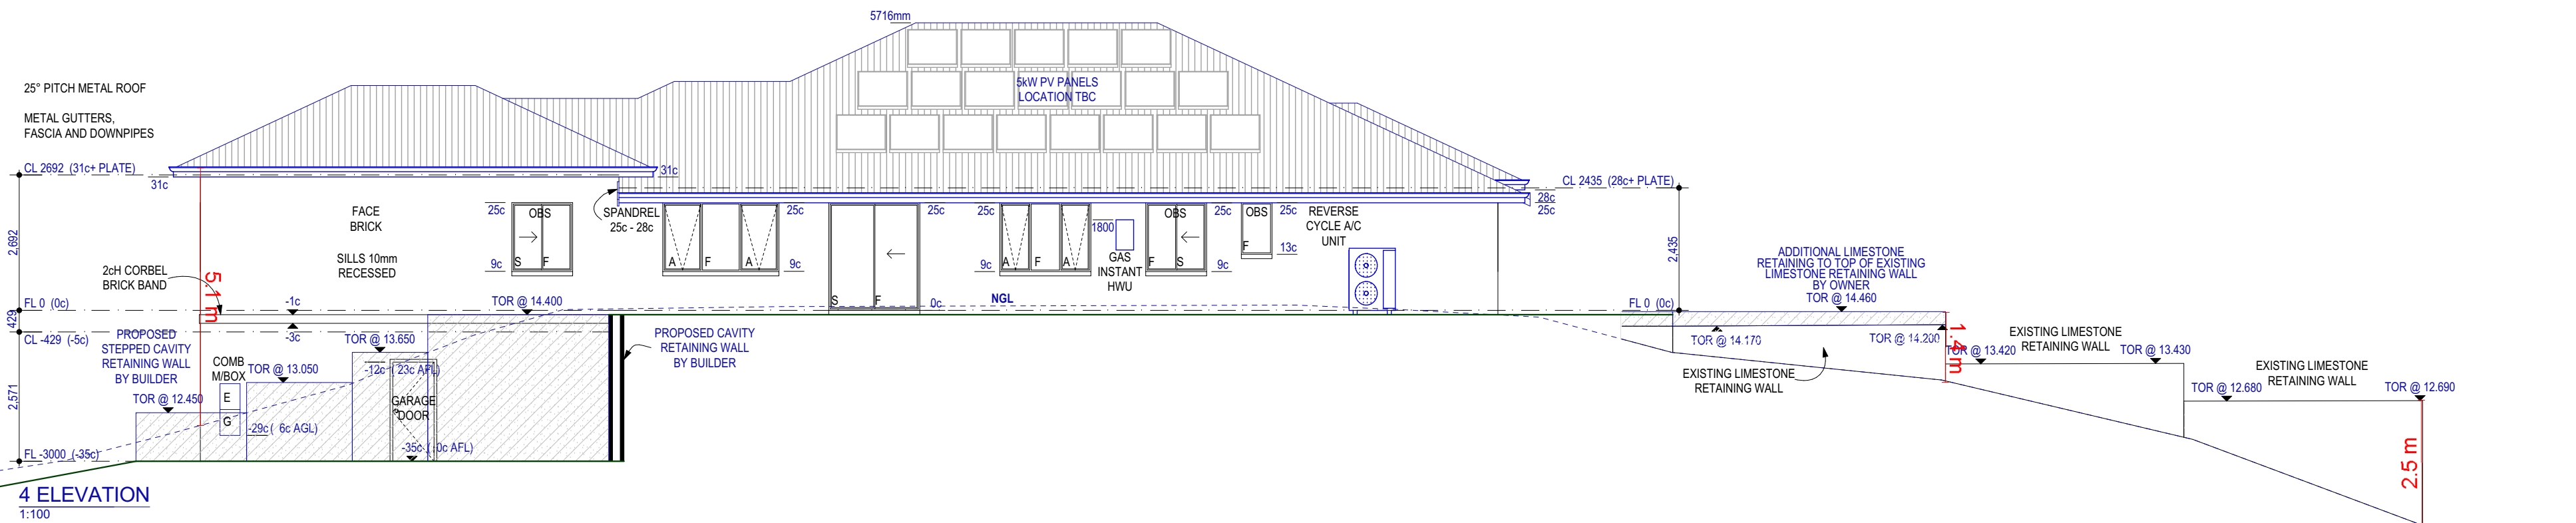 5716mm
25° PITCH METAL ROOF
METAL GUTTERS,
FASCIA AND DOWNPIPES
5kW PV PANELS
LOCATION TBC
CL 2692 (31c+ PLATE)
31c
31c
CL 2435 (28c+ PLATE)
28c
25c
2,692
2,435
FACE
BRICK
SILLS 10mm
RECESSED
25c
OBS
S
F
9c
SPANDREL
25c - 28c
A
F
A
25c
9c
S
F
25c
0c
25c
A
F
A
9c
1800
GAS
INSTANT
HWU
OBS
F
S
25c
9c
OBS
F
25c
13c
REVERSE
CYCLE A/C
UNIT
NGL
2cH CORBEL
BRICK BAND
5.1 m
FL 0 (0c)
-1c
-3c
429
CL -429 (-5c)
2,571
FL -3000 (-35c)
PROPOSED
STEPPED CAVITY
RETAINING WALL
BY BUILDER
TOR @ 12.450
COMB
M/BOX
E
G
-29c ( 6c AGL)
TOR @ 13.050
TOR @ 13.650
TOR @ 14.400
-12c ( 23c AFL)
GARAGE
DOOR
-35c ( 0c AFL)
PROPOSED CAVITY
RETAINING WALL
BY BUILDER
FL 0 (0c)
ADDITIONAL LIMESTONE
RETAINING TO TOP OF EXISTING
LIMESTONE RETAINING WALL
BY OWNER
TOR @ 14.460
TOR @ 14.170
TOR @ 14.200
EXISTING LIMESTONE
RETAINING WALL
1.4 m
TOR @ 13.420
EXISTING LIMESTONE
RETAINING WALL
TOR @ 13.430
EXISTING LIMESTONE
RETAINING WALL
TOR @ 12.680
TOR @ 12.690
2.5 m
4 ELEVATION
1:100